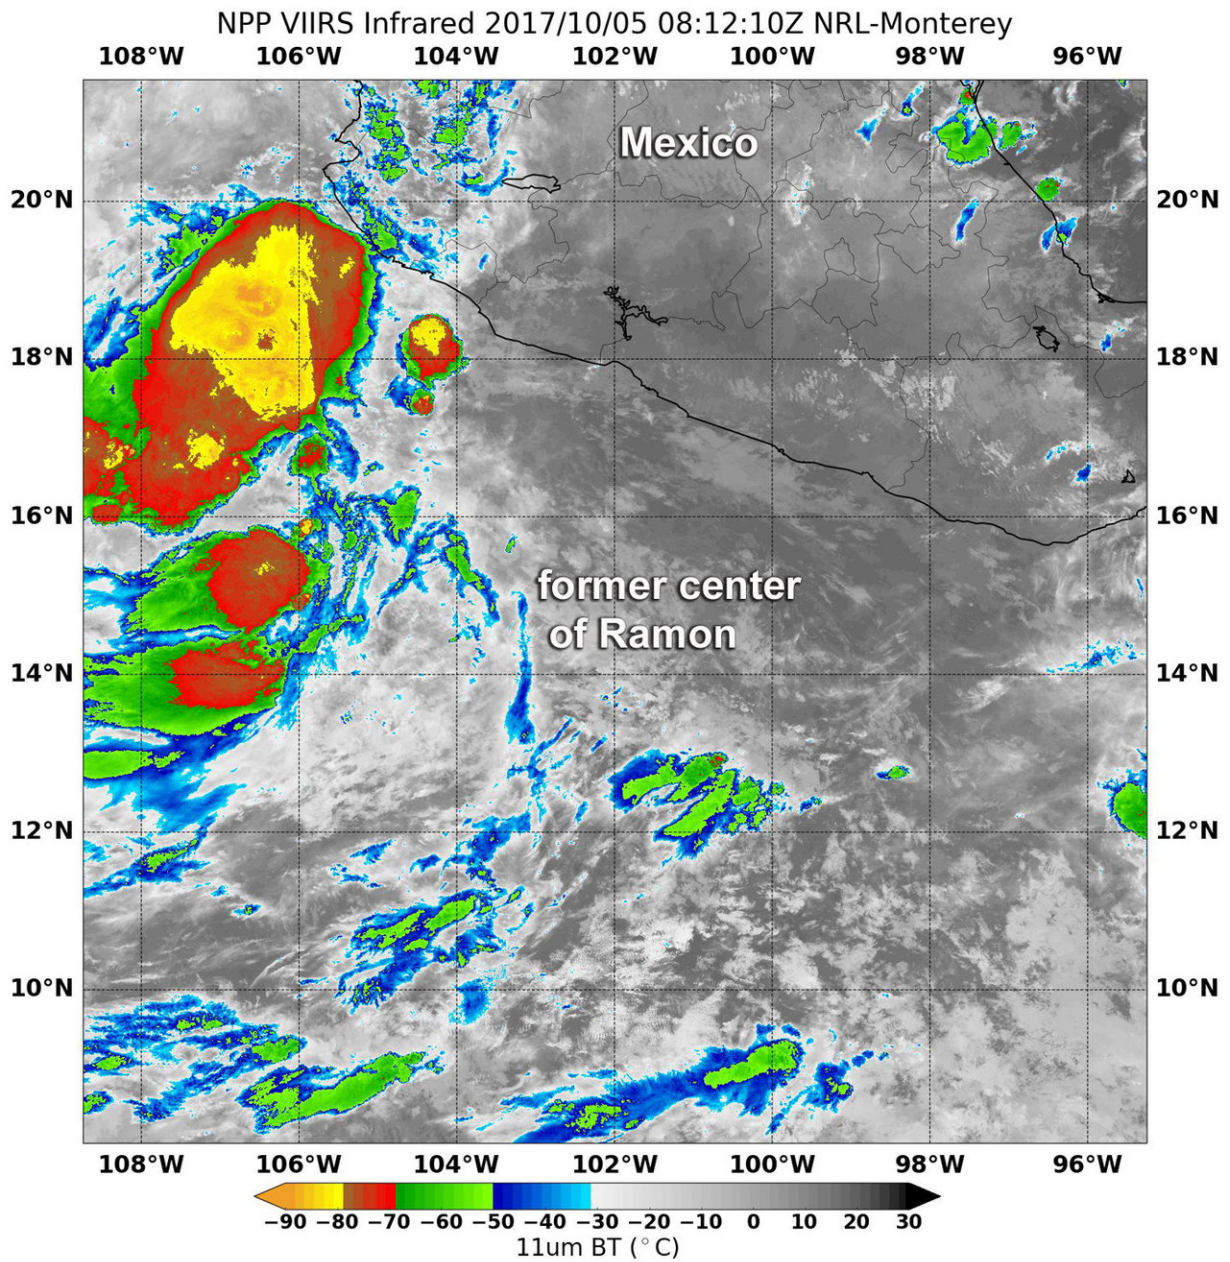 NPP VIIRS Infrared 2017/10/05 08:12:10Z NRL-Monterey
108°W 106°W 104°W 102°W 100°W 98°W 96°W
Mexico
20°N 20°N
18°N 18°N
16°N 16°N
former center
of Ramon
14°N 14°N
12°N 12°N
10°N 10°N
108°W 106°W 104°W 102°W 100°W 98°W 96°W
−90 −80 −70 −60 −50 −40 −30 −20 −10 0 10 20 30
11um BT (°C)